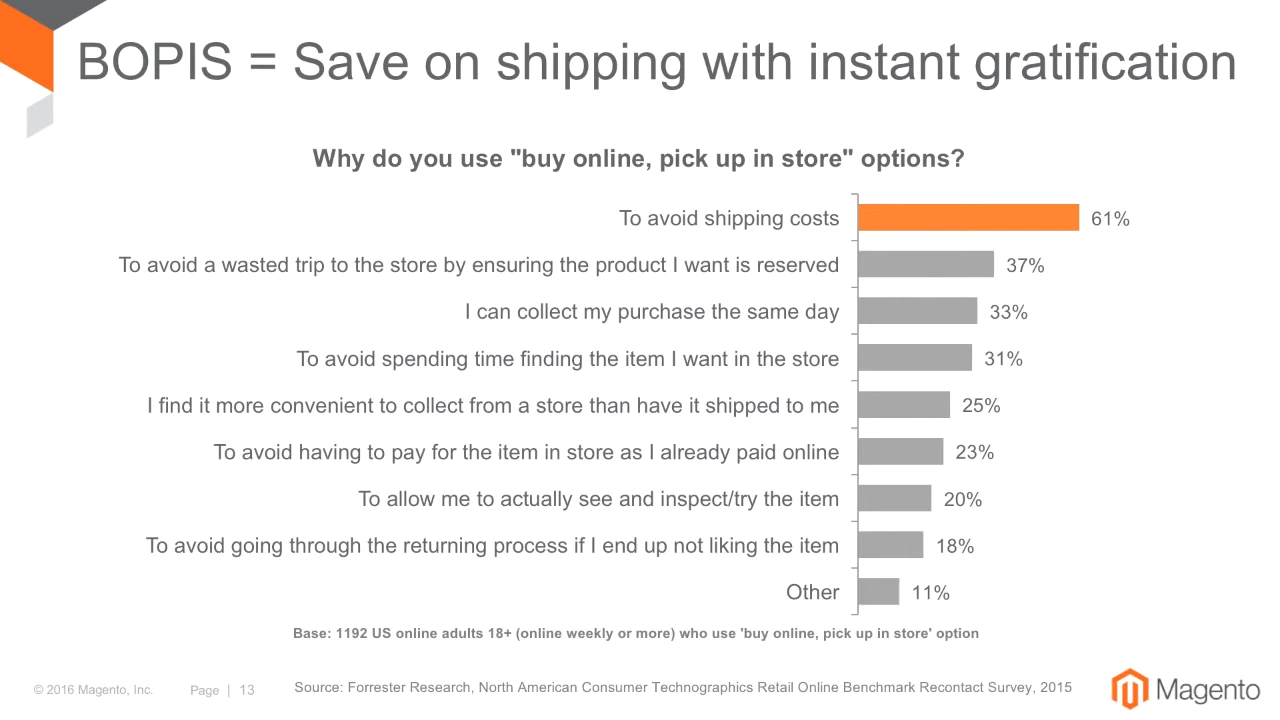 BOPIS = Save on shipping with instant gratification
Why do you use "buy online, pick up in store" options?
To avoid shipping costs 61%
To avoid a wasted trip to the store by ensuring the product I want is reserved 37%
I can collect my purchase the same day 33%
To avoid spending time finding the item I want in the store 31%
I find it more convenient to collect from a store than have it shipped to me 25%
To avoid having to pay for the item in store as I already paid online 23%
To allow me to actually see and inspect/try the item 20%
To avoid going through the returning process if I end up not liking the item 18%
Other 11%
Base: 1192 US online adults 18+ (online weekly or more) who use 'buy online, pick up in store' option
© 2016 Magento, Inc. Page | 13 Source: Forrester Research, North American Consumer Technographics Retail Online Benchmark Recontact Survey, 2015 Magento